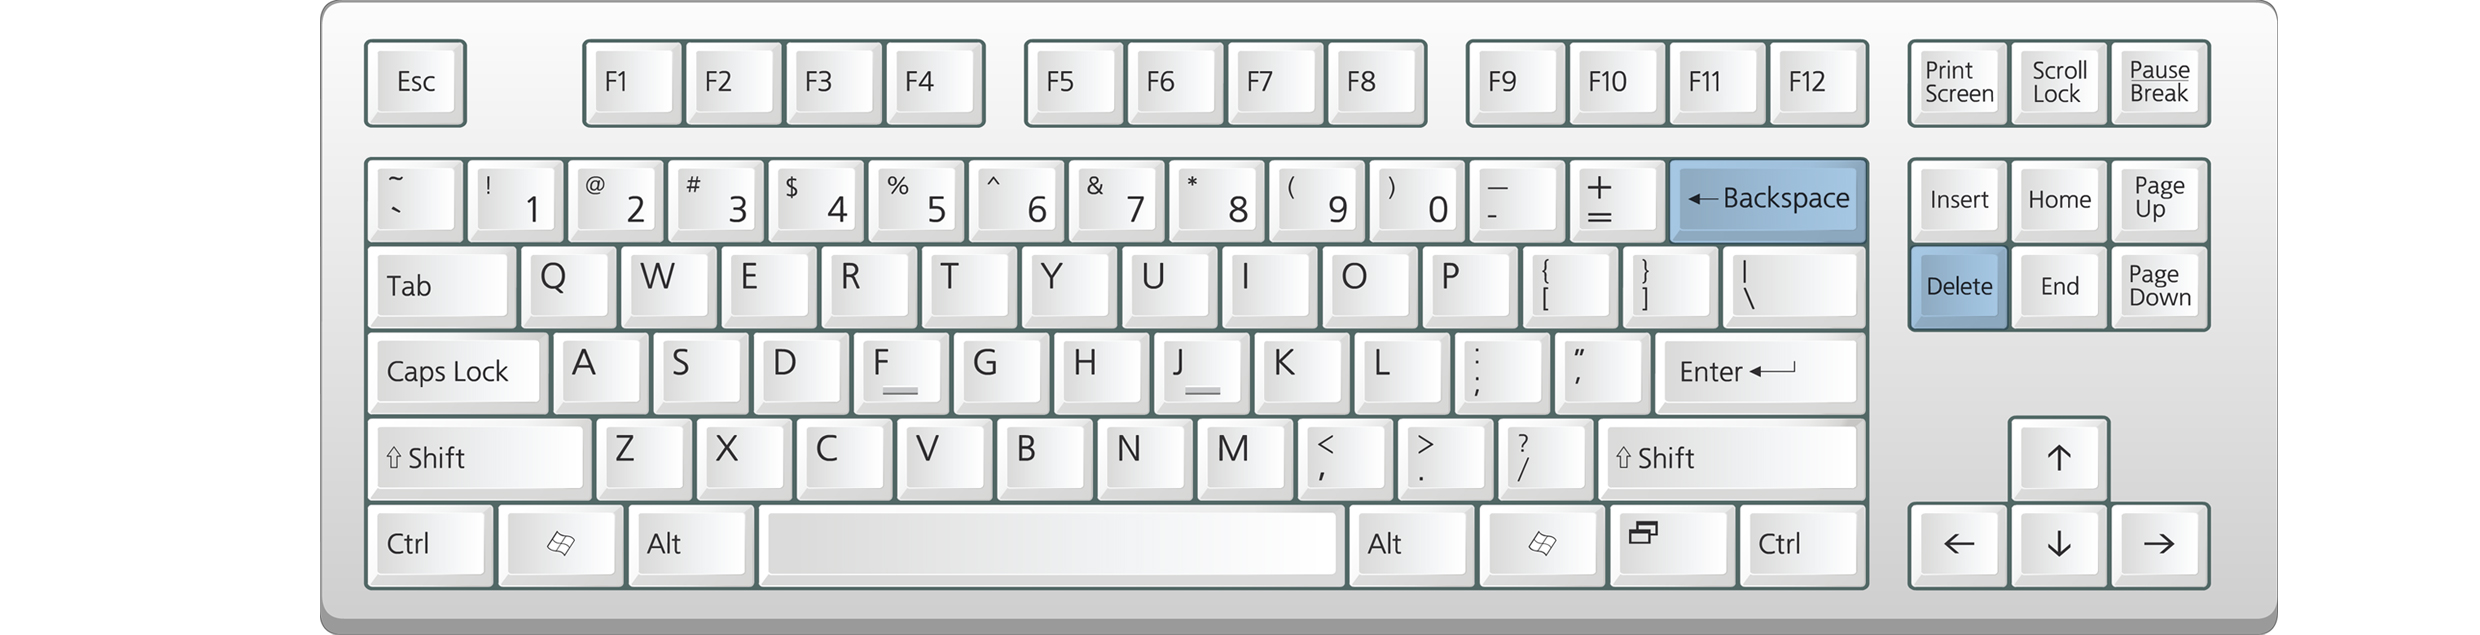 Esc F1 F2 F3 F4 F5 F6 F7 F8 F9 F10 F11 F12 Print Screen Scroll Lock Pause Break
~ ` ! 1 @ 2 # 3 $ 4 % 5 ^ 6 & 7 * 8 ( 9 ) 0 — - + = ←Backspace Insert Home Page Up
Tab Q W E R T Y U I O P { [ } ] | \ Delete End Page Down
Caps Lock A S D F G H J K L : ; " ' Enter ↵
⇧ Shift Z X C V B N M < , > . ? / ⇧ Shift ↑
Ctrl Alt Alt Ctrl ← ↓ →